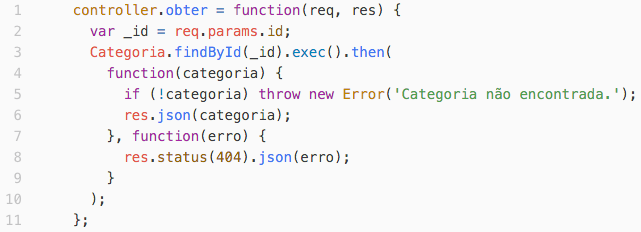 1 controller.obter = function(req, res) {
2 var _id = req.params.id;
3 Categoria.findById(_id).exec().then(
4 function(categoria) {
5 if (!categoria) throw new Error('Categoria não encontrada.');
6 res.json(categoria);
7 }, function(erro) {
8 res.status(404).json(erro);
9 }
10 );
11 };